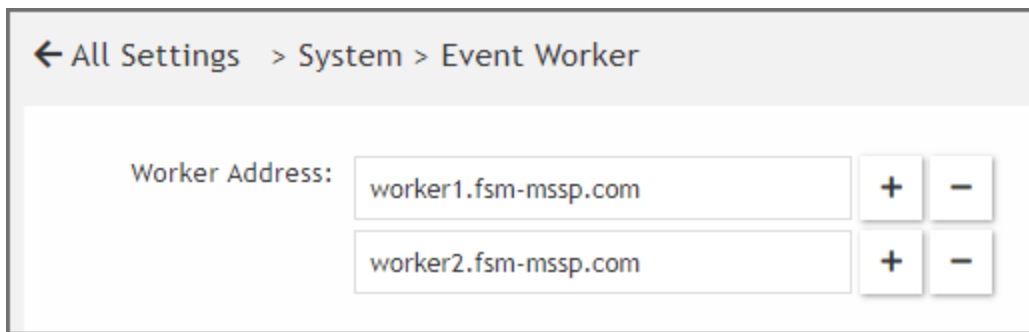 ← All Settings > System > Event Worker
Worker Address: worker1.fsm-mssp.com + −
worker2.fsm-mssp.com + −